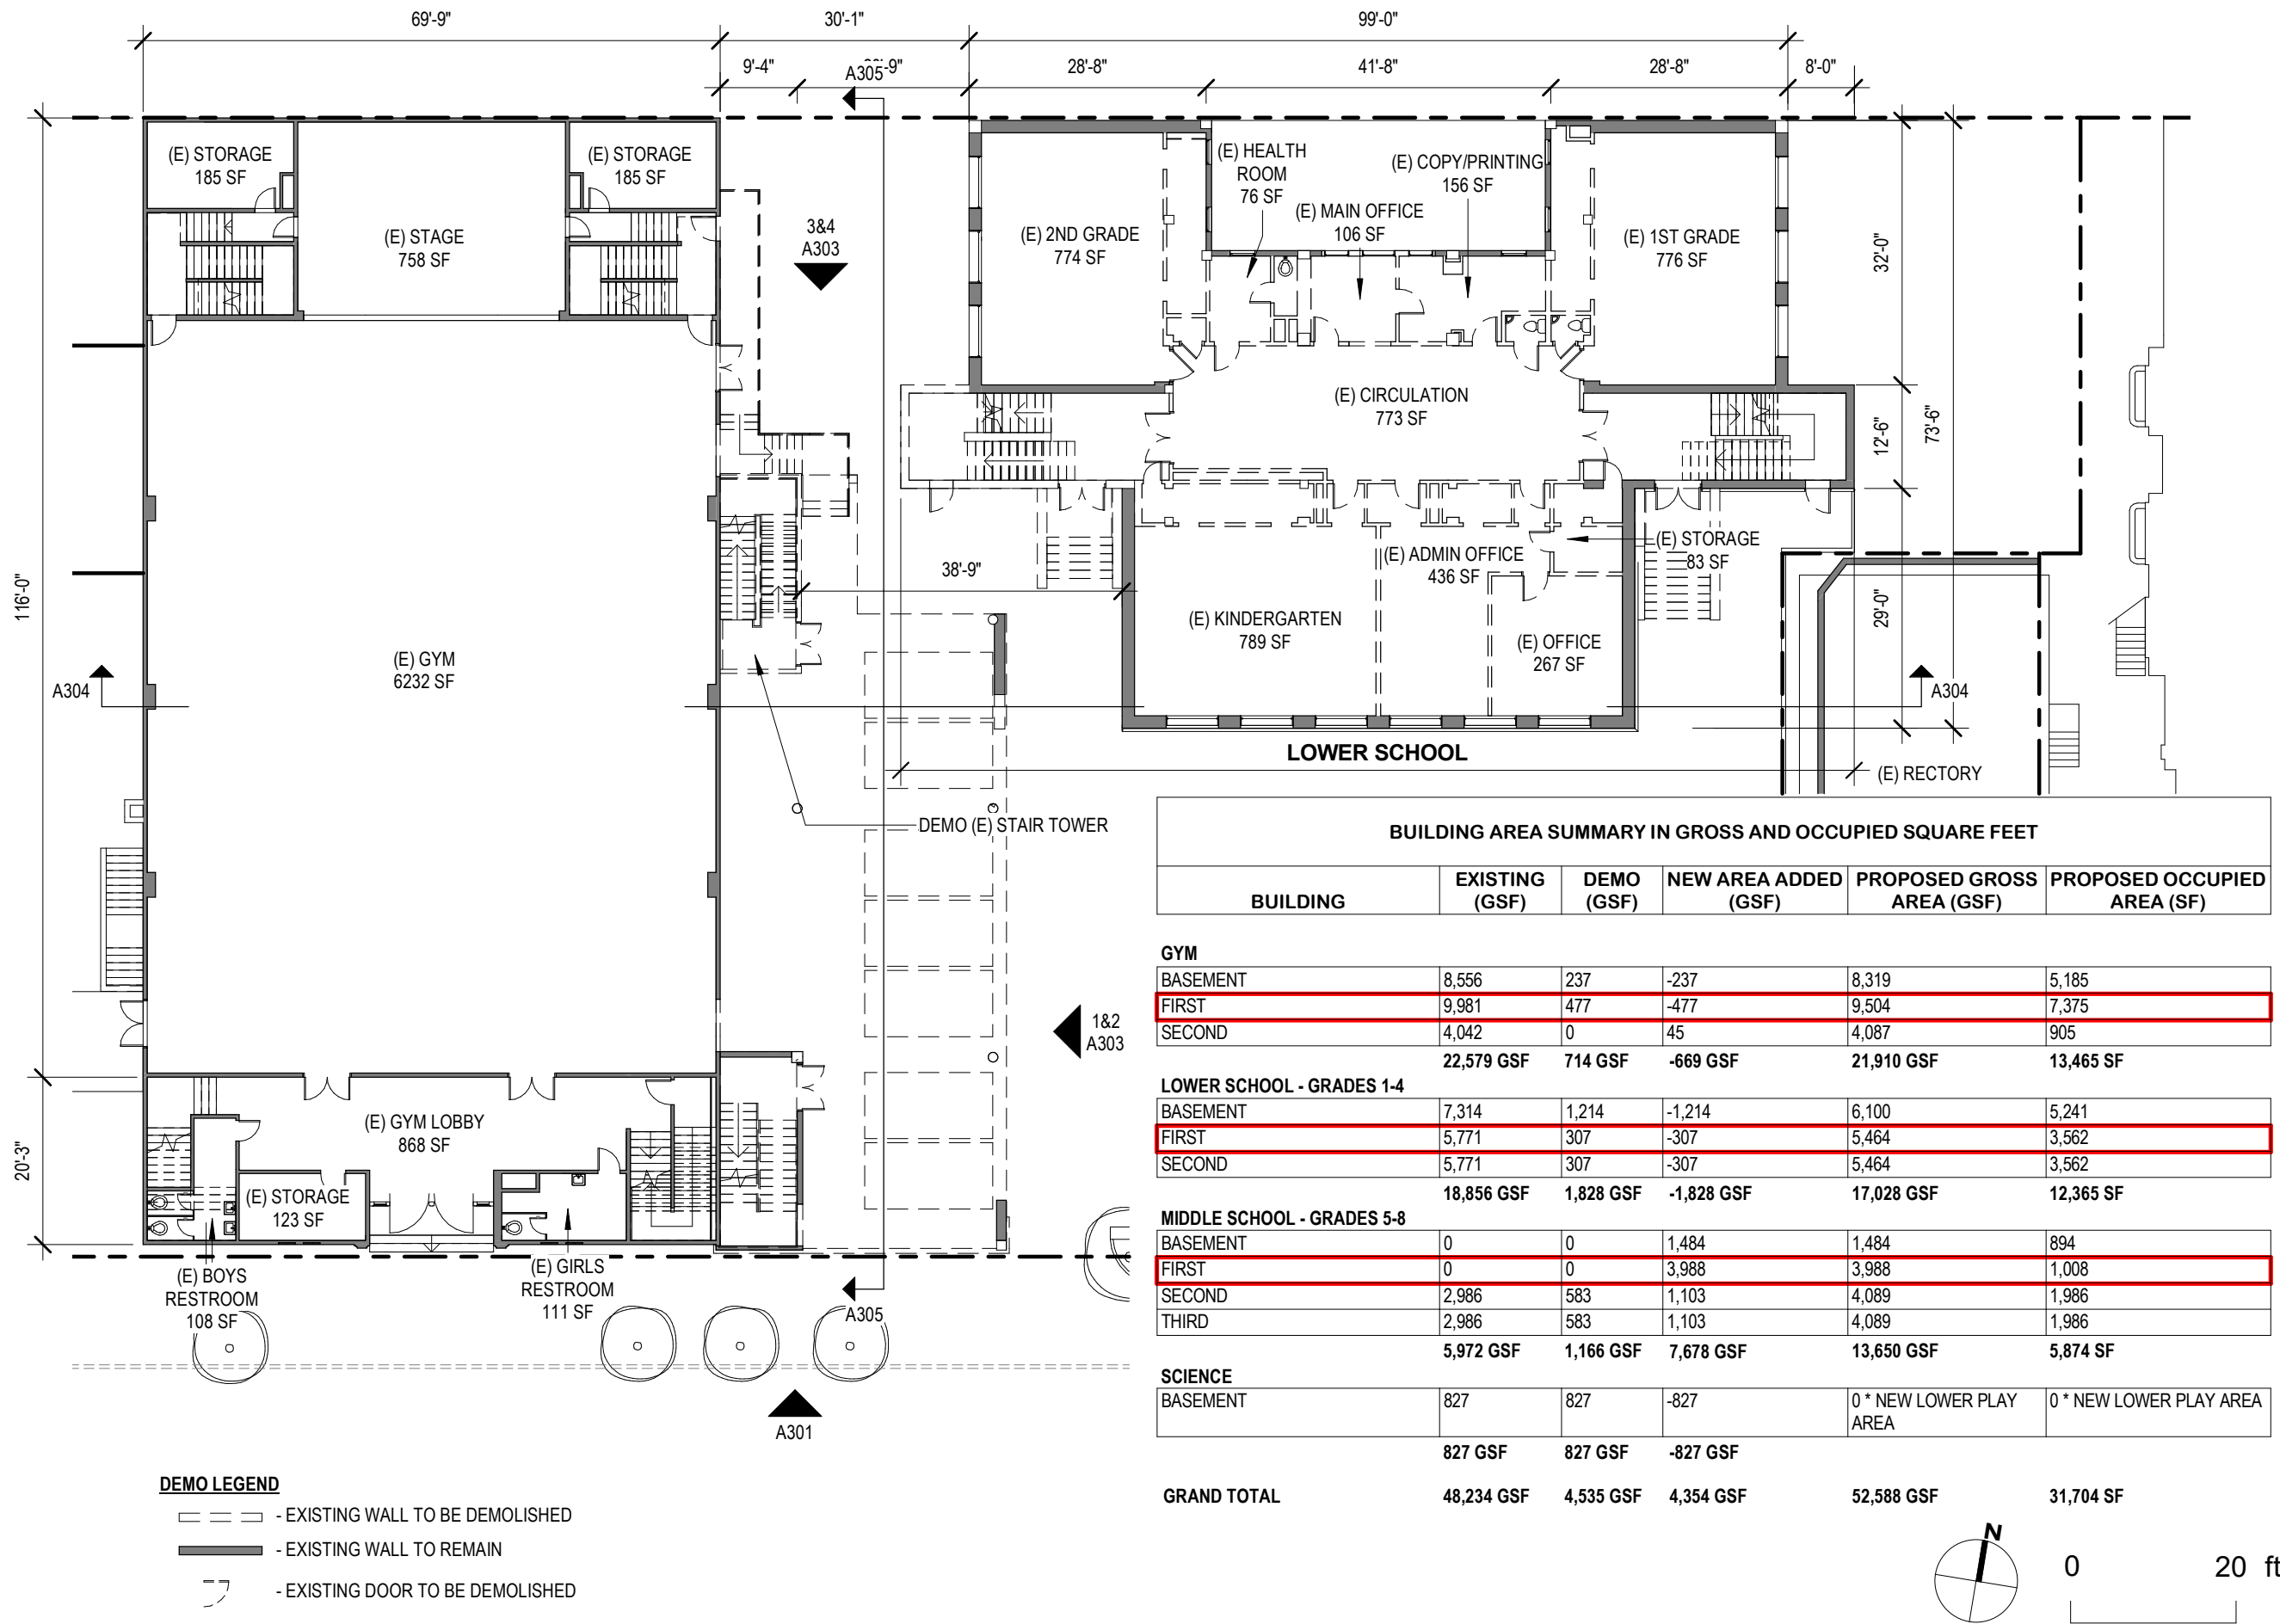 69'-9"
30'-1"
99'-0"
9'-4"
A305
'-9"
28'-8"
41'-8"
28'-8"
8'-0"
(E) STORAGE
185 SF
(E) STAGE
758 SF
(E) STORAGE
185 SF
3&4
A303
(E) 2ND GRADE
774 SF
(E) HEALTH
ROOM
76 SF
(E) MAIN OFFICE
106 SF
(E) COPY/PRINTING
156 SF
(E) 1ST GRADE
776 SF
32'-0"
(E) CIRCULATION
773 SF
12'-6"
73'-6"
116'-0"
38'-9"
(E) ADMIN OFFICE
436 SF
(E) STORAGE
83 SF
(E) KINDERGARTEN
789 SF
(E) OFFICE
267 SF
29'-0"
(E) GYM
6232 SF
A304
A304
LOWER SCHOOL
(E) RECTORY
DEMO (E) STAIR TOWER
1&2
A303
20'-3"
(E) GYM LOBBY
868 SF
(E) STORAGE
123 SF
(E) BOYS
RESTROOM
108 SF
(E) GIRLS
RESTROOM
111 SF
A305
A301
BUILDING AREA SUMMARY IN GROSS AND OCCUPIED SQUARE FEET
BUILDING EXISTING (GSF) DEMO (GSF) NEW AREA ADDED (GSF) PROPOSED GROSS AREA (GSF) PROPOSED OCCUPIED AREA (SF)
GYM
BASEMENT 8,556 237 -237 8,319 5,185
FIRST 9,981 477 -477 9,504 7,375
SECOND 4,042 0 45 4,087 905
22,579 GSF 714 GSF -669 GSF 21,910 GSF 13,465 SF
LOWER SCHOOL - GRADES 1-4
BASEMENT 7,314 1,214 -1,214 6,100 5,241
FIRST 5,771 307 -307 5,464 3,562
SECOND 5,771 307 -307 5,464 3,562
18,856 GSF 1,828 GSF -1,828 GSF 17,028 GSF 12,365 SF
MIDDLE SCHOOL - GRADES 5-8
BASEMENT 0 0 1,484 1,484 894
FIRST 0 0 3,988 3,988 1,008
SECOND 2,986 583 1,103 4,089 1,986
THIRD 2,986 583 1,103 4,089 1,986
5,972 GSF 1,166 GSF 7,678 GSF 13,650 GSF 5,874 SF
SCIENCE
BASEMENT 827 827 -827 0 * NEW LOWER PLAY AREA 0 * NEW LOWER PLAY AREA
827 GSF 827 GSF -827 GSF
GRAND TOTAL 48,234 GSF 4,535 GSF 4,354 GSF 52,588 GSF 31,704 SF
DEMO LEGEND
- EXISTING WALL TO BE DEMOLISHED
- EXISTING WALL TO REMAIN
- EXISTING DOOR TO BE DEMOLISHED
N
0 20 ft